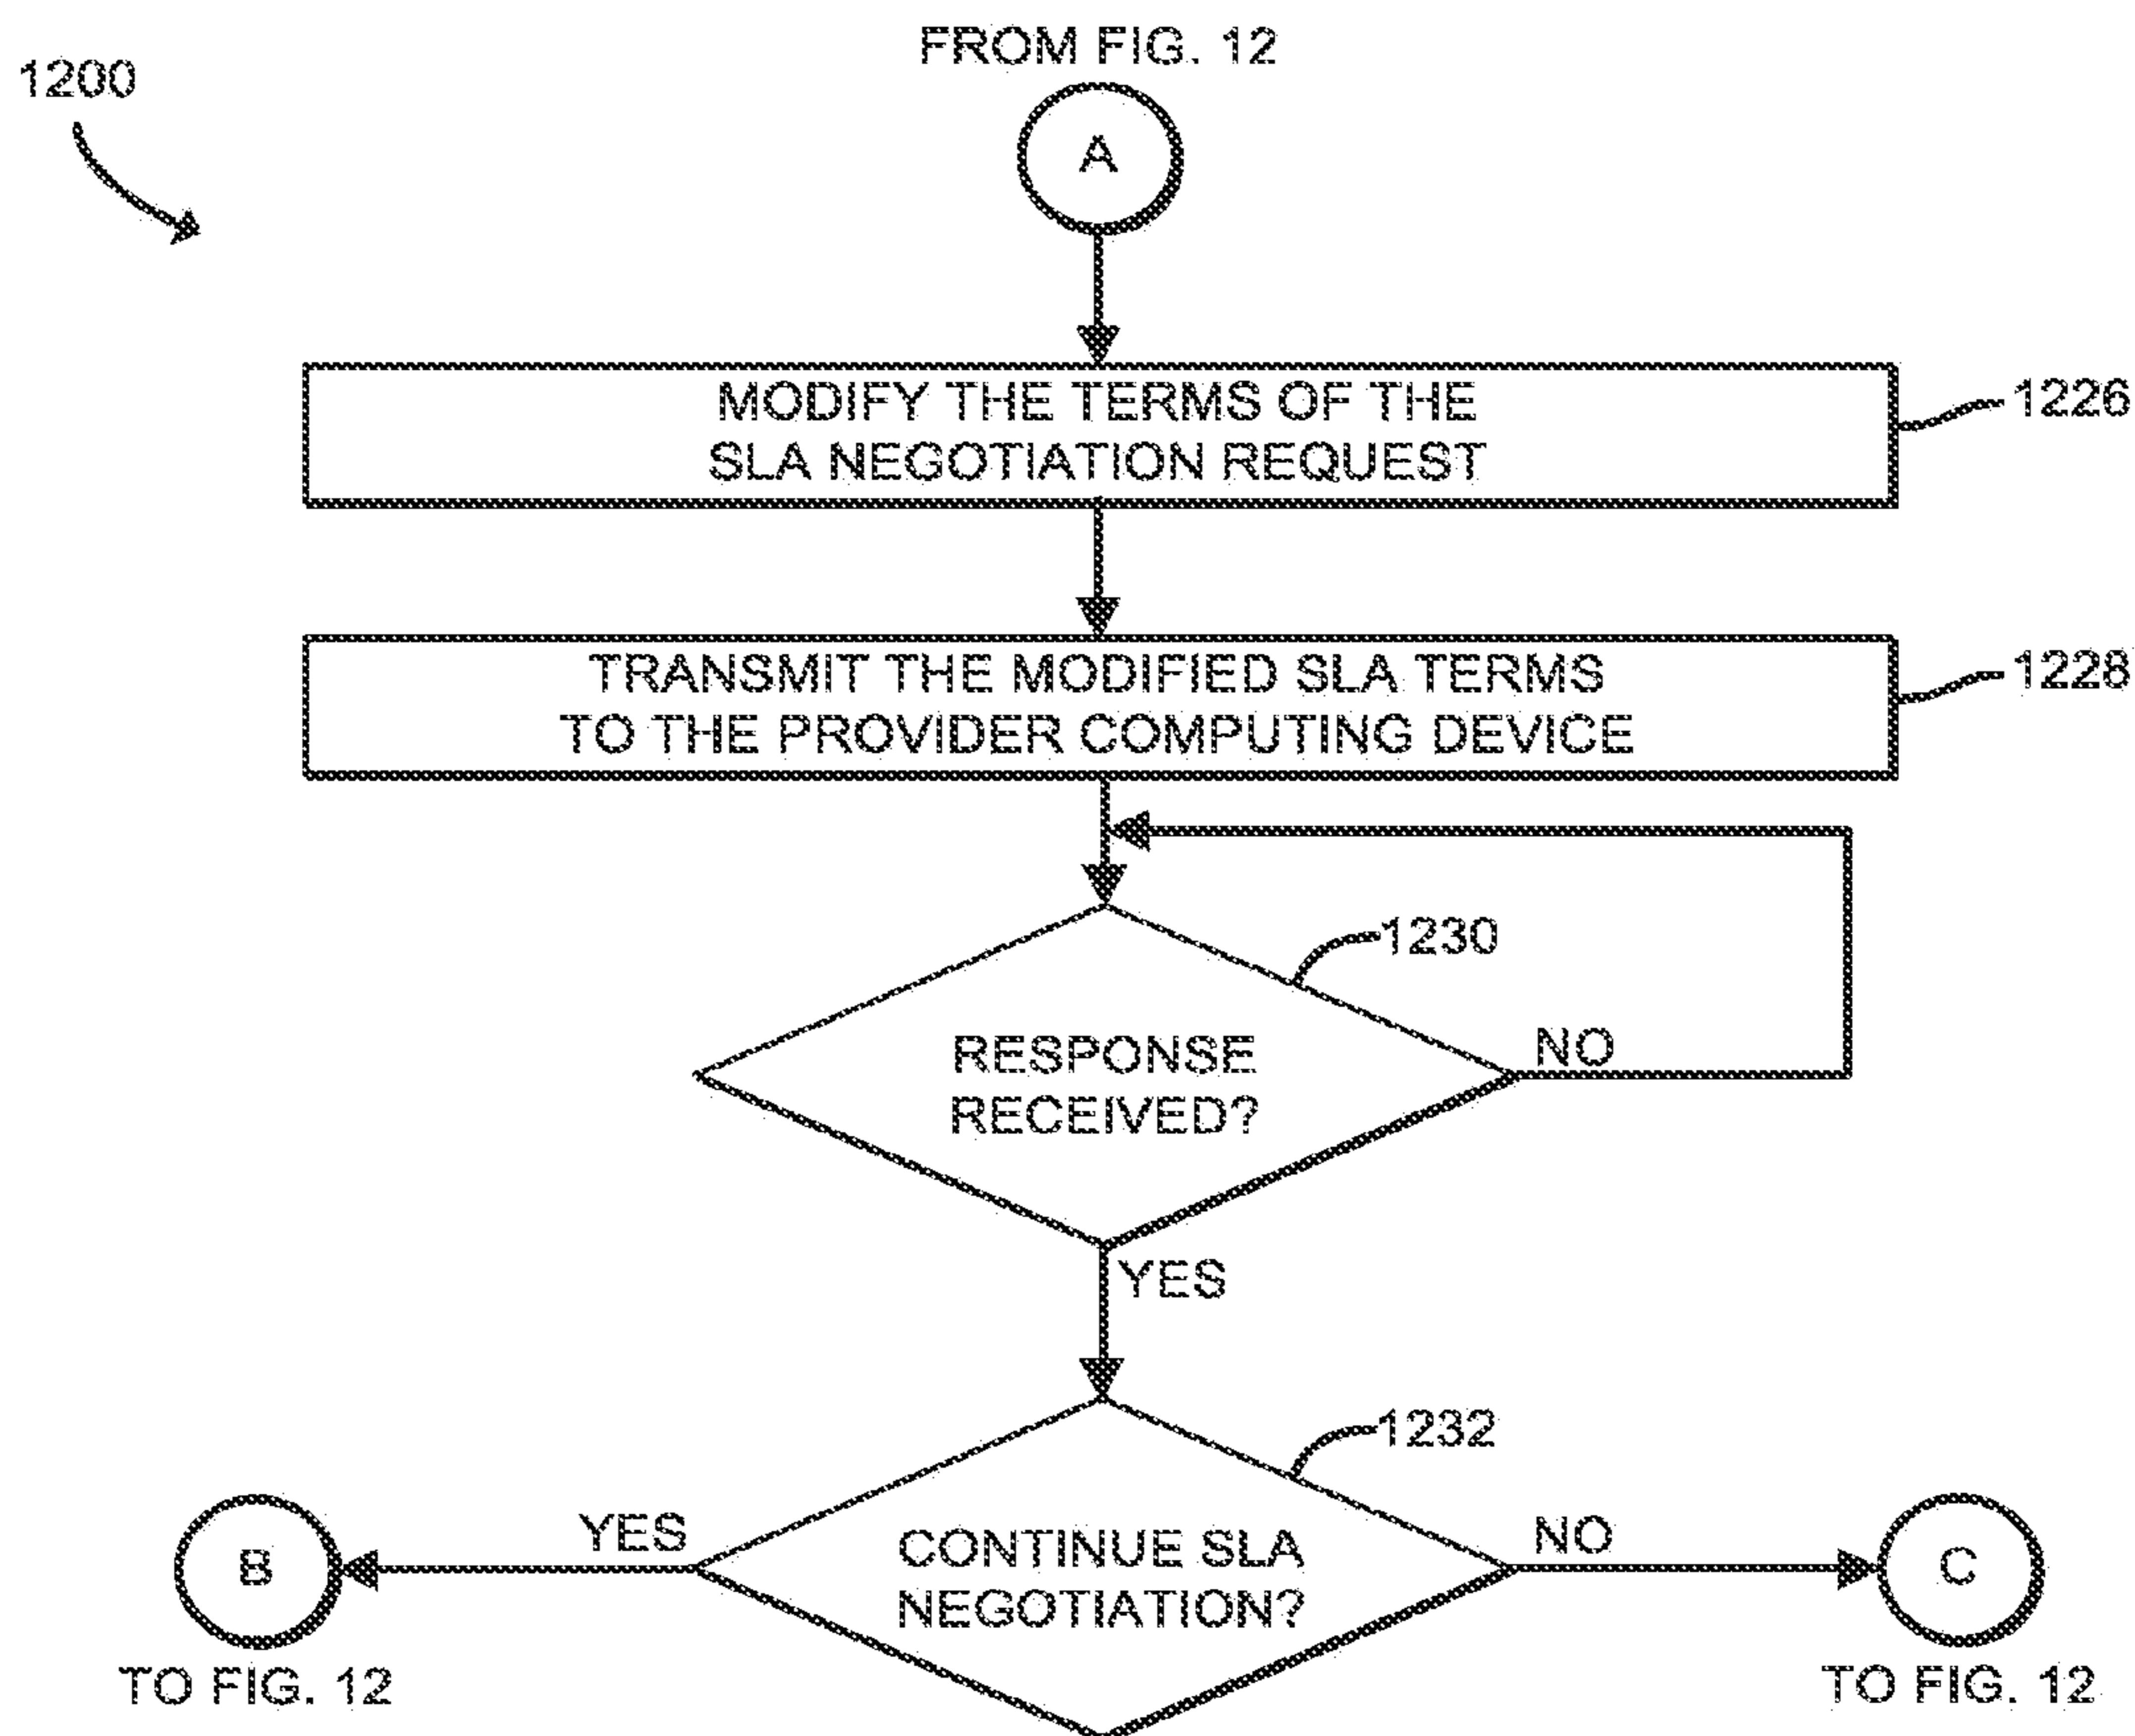 FROM FIG. 12
1200
A
MODIFY THE TERMS OF THE
SLA NEGOTIATION REQUEST
1226
TRANSMIT THE MODIFIED SLA TERMS
TO THE PROVIDER COMPUTING DEVICE
1228
1230
RESPONSE
RECEIVED?
NO
YES
1232
CONTINUE SLA
NEGOTIATION?
YES
NO
B
C
TO FIG. 12
TO FIG. 12